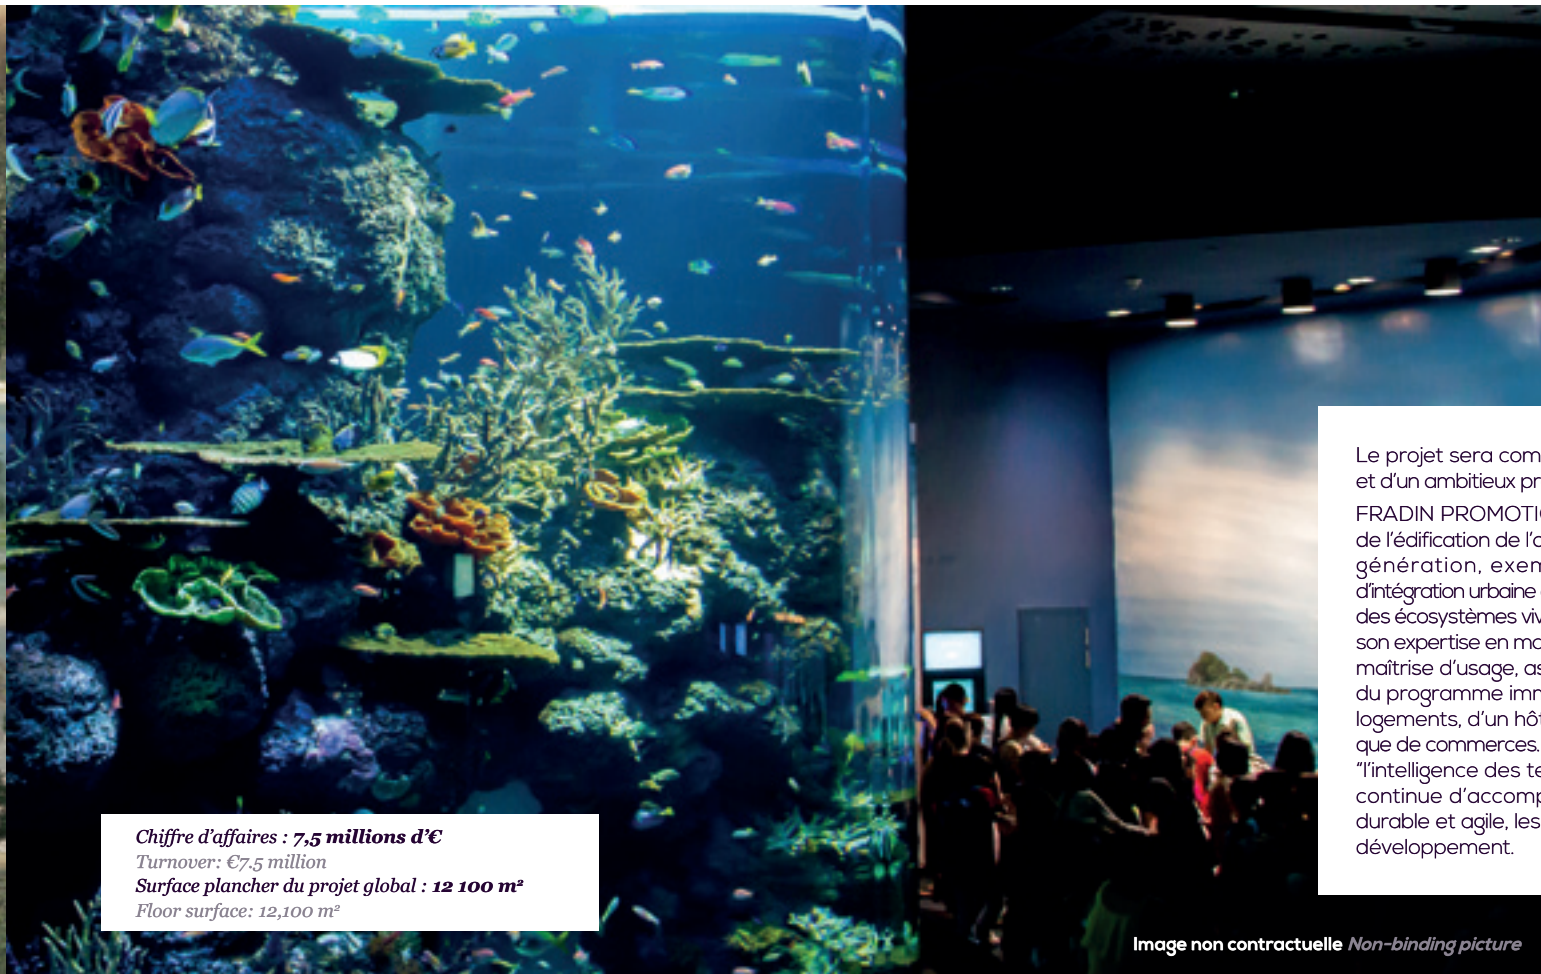 Le projet sera com
et d'un ambitieux pr
FRADIN PROMOTI
de l'édification de l'
génération, exem
d'intégration urbaine
des écosystèmes viv
son expertise en
maîtrise d'usage, as
du programme imm
logements, d'un hôt
que de commerces.
"l'intelligence des te
continue d'accomp
durable et agile, les
développement.
Chiffre d'affaires : 7,5 millions d'€
Turnover: €7.5 million
Surface plancher du projet global : 12 100 m²
Floor surface: 12,100 m²
Image non contractuelle Non-binding picture